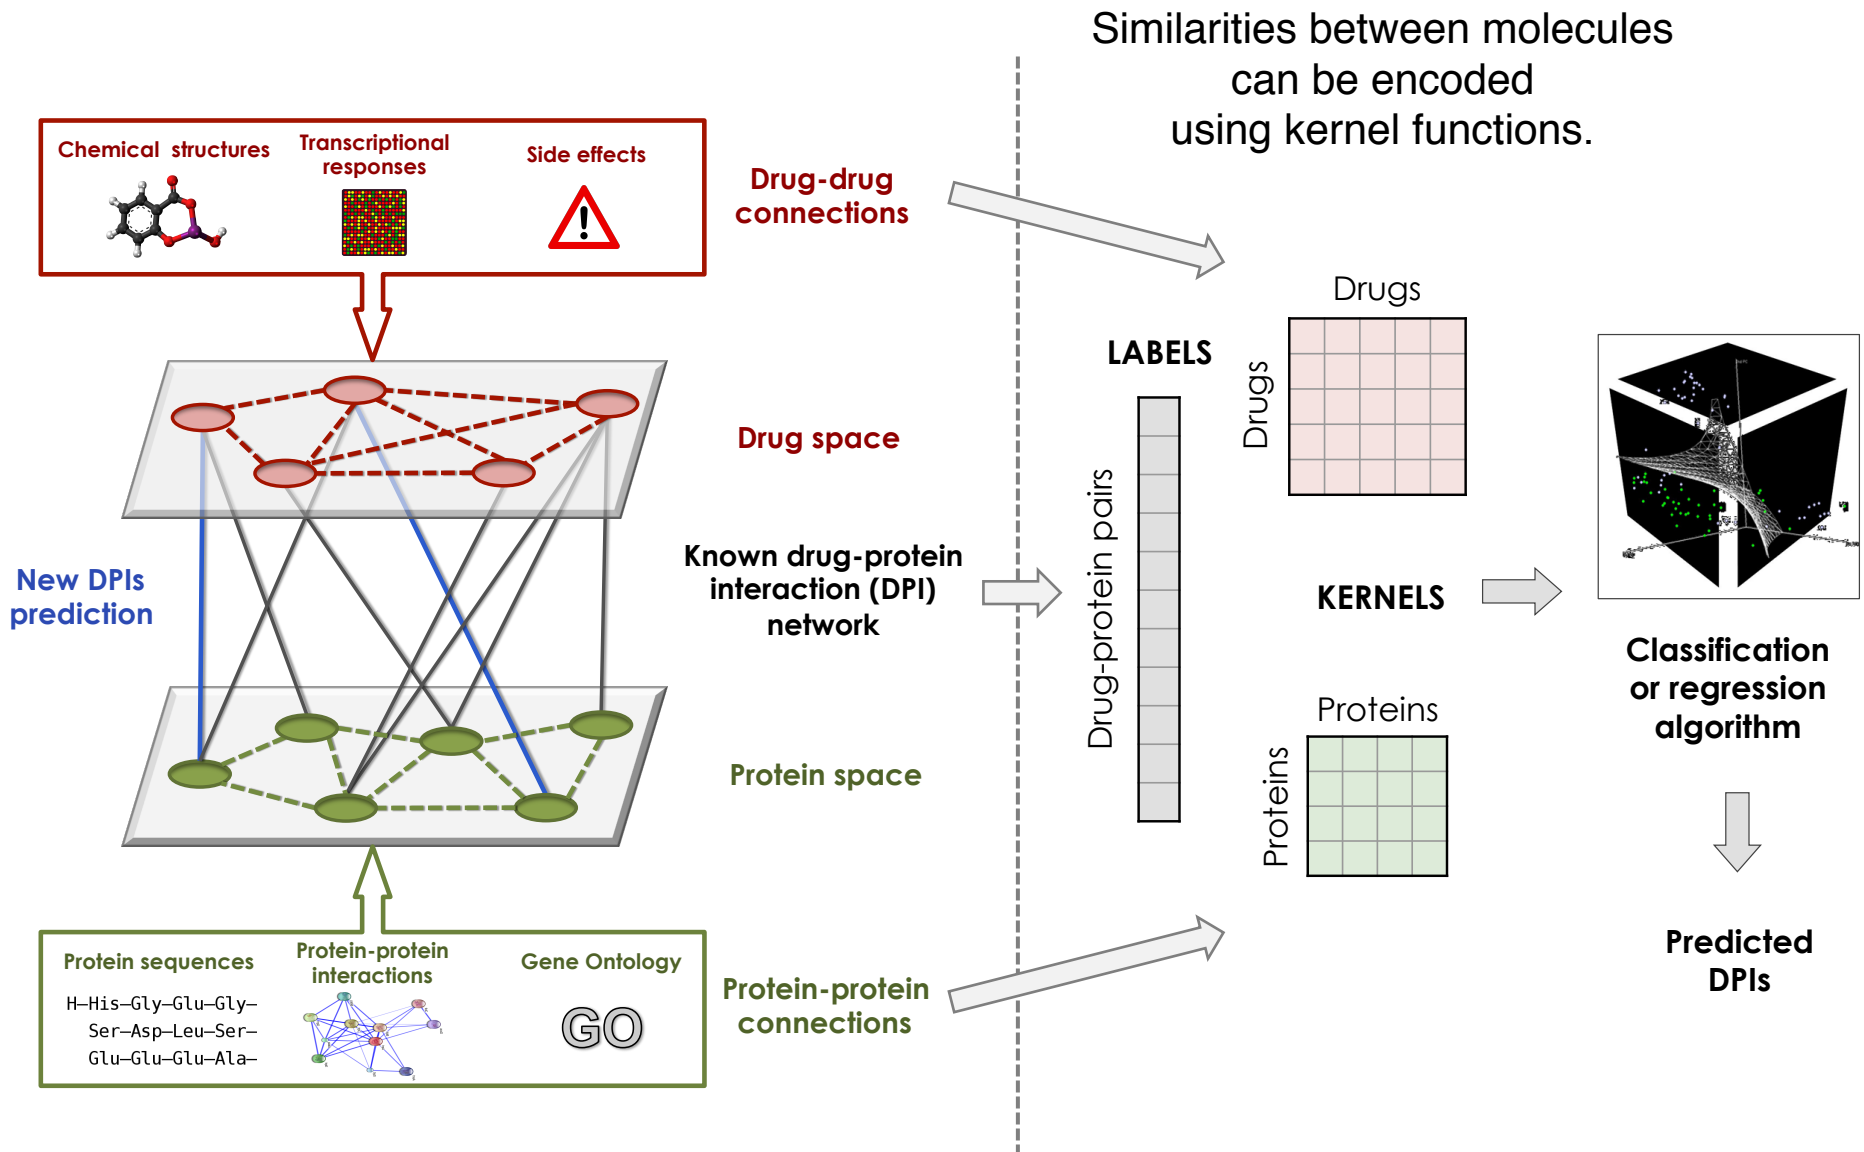 Similarities between molecules
can be encoded
using kernel functions.
Chemical structures
Transcriptional
responses
Side effects
Drug-drug
connections
Drug space
New DPIs
prediction
Known drug-protein
interaction (DPI)
network
Protein space
Protein sequences
H–His–Gly–Glu–Gly–
Ser–Asp–Leu–Ser–
Glu–Glu–Glu–Ala–
Protein-protein
interactions
Gene Ontology
GO
Protein-protein
connections
LABELS
Drug-protein pairs
Drugs
Drugs
KERNELS
Proteins
Proteins
Classification
or regression
algorithm
Predicted
DPIs